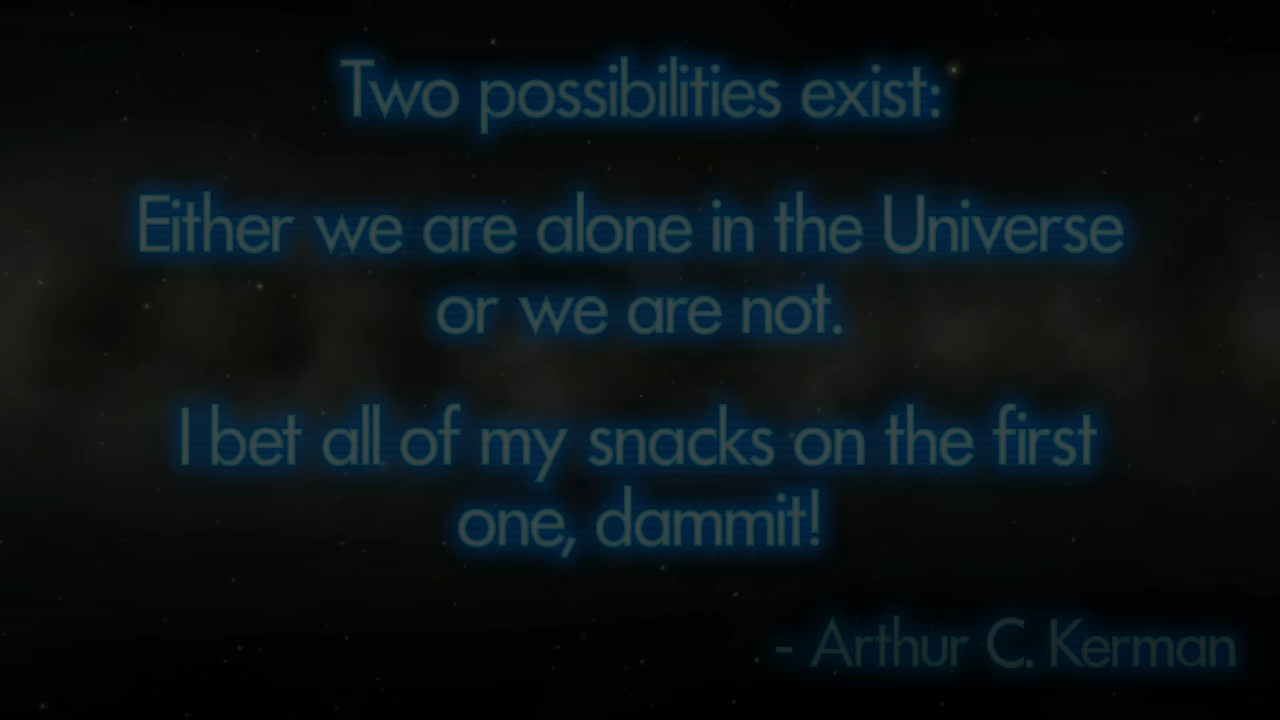 Two possibilities exist:
Either we are alone in the Universe
or we are not.
I bet all of my snacks on the first
one, dammit!
- Arthur C. Kerman